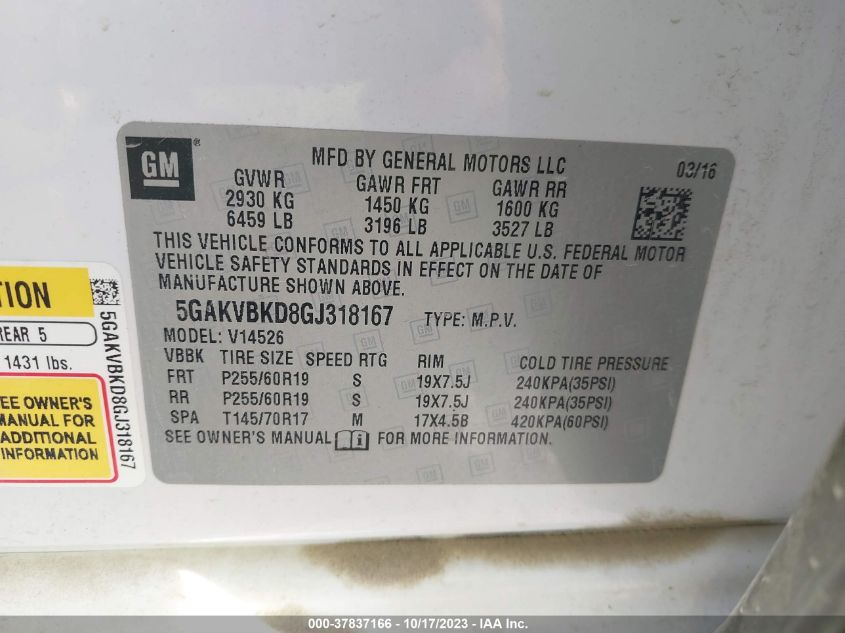 GM ®
MFD BY GENERAL MOTORS LLC
03/16
GVWR GAWR FRT GAWR RR
2930 KG 1450 KG 1600 KG
6459 LB 3196 LB 3527 LB
THIS VEHICLE CONFORMS TO ALL APPLICABLE U.S. FEDERAL MOTOR
VEHICLE SAFETY STANDARDS IN EFFECT ON THE DATE OF
MANUFACTURE SHOWN ABOVE.
5GAKVBKD8GJ318167 TYPE: M.P.V.
MODEL: V14526
VBBK TIRE SIZE SPEED RTG RIM COLD TIRE PRESSURE
FRT P255/60R19 S 19X7.5J 240KPA(35PSI)
RR P255/60R19 S 19X7.5J 240KPA(35PSI)
SPA T145/70R17 M 17X4.5B 420KPA(60PSI)
SEE OWNER'S MANUAL FOR MORE INFORMATION.
TION
REAR 5
1431 lbs.
EE OWNER'S
MANUAL FOR
ADDITIONAL
INFORMATION
5GAKVBKD8GJ318167
000-37837166 - 10/17/2023 - IAA Inc.